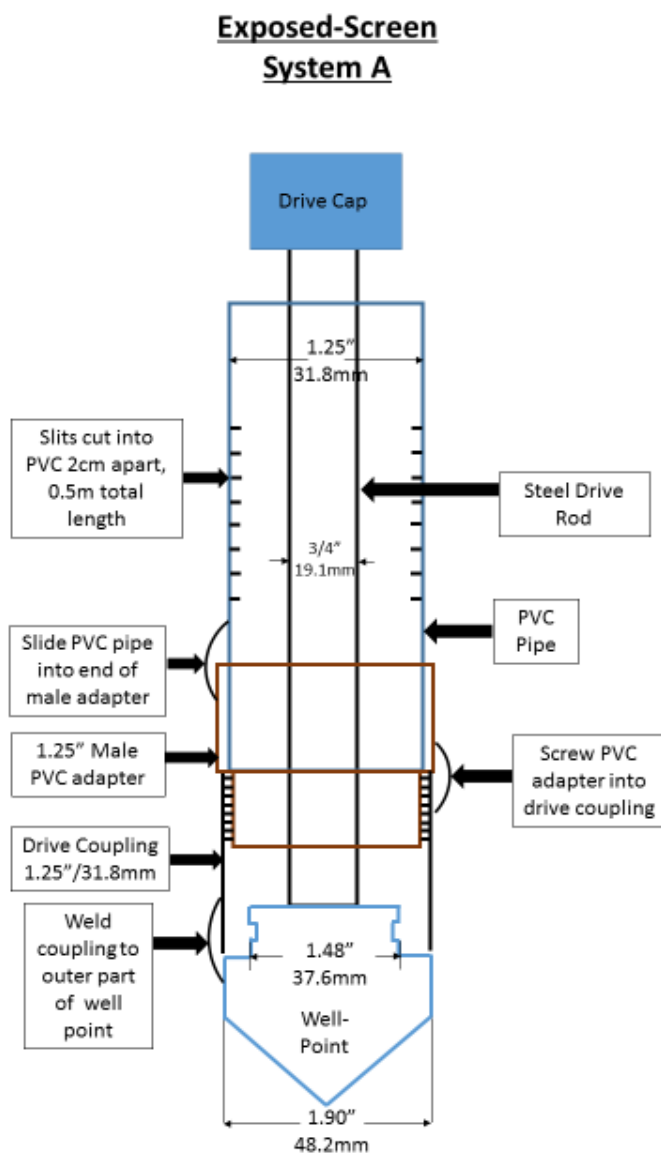 Exposed-Screen
System A
Drive Cap
1.25”
31.8mm
Slits cut into
PVC 2cm apart,
0.5m total
length
Steel Drive
Rod
3/4”
19.1mm
PVC
Pipe
Slide PVC pipe
into end of
male adapter
1.25” Male
PVC adapter
Screw PVC
adapter into
drive coupling
Drive Coupling
1.25”/31.8mm
Weld
coupling to
outer part
of well
point
1.48”
37.6mm
Well-
Point
1.90”
48.2mm